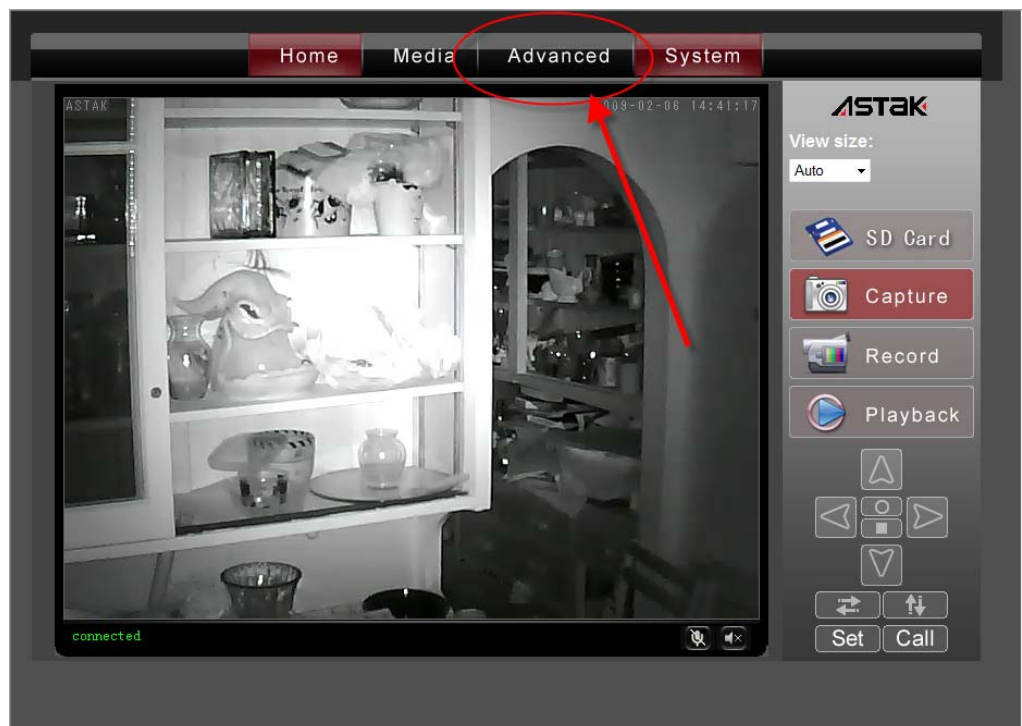 Home Media Advanced System
ASTAK 2009-02-06 14:41:17
ASTAK
View size:
Auto
SD Card
Capture
Record
Playback
connected
Set Call